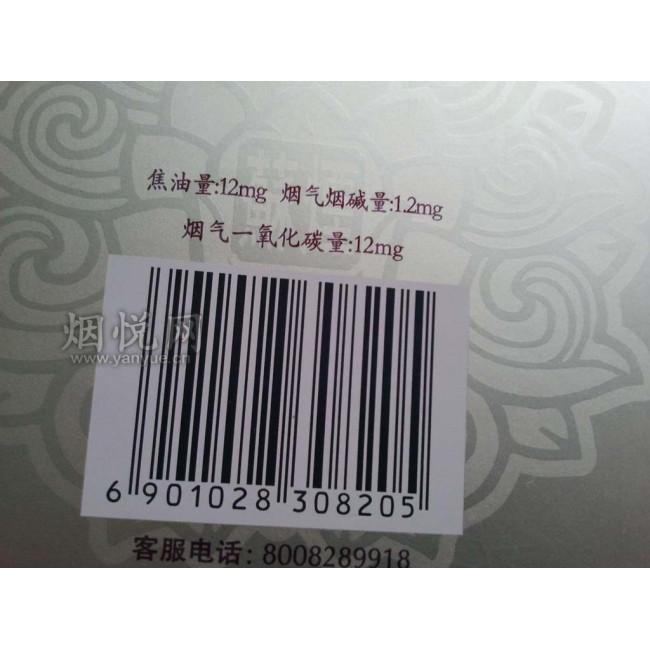 焦油量:12mg 烟气烟碱量:1.2mg
烟气一氧化碳量:12mg
烟悦网
www.yanyue.cn
6 901028 308205
客服电话: 8008289918